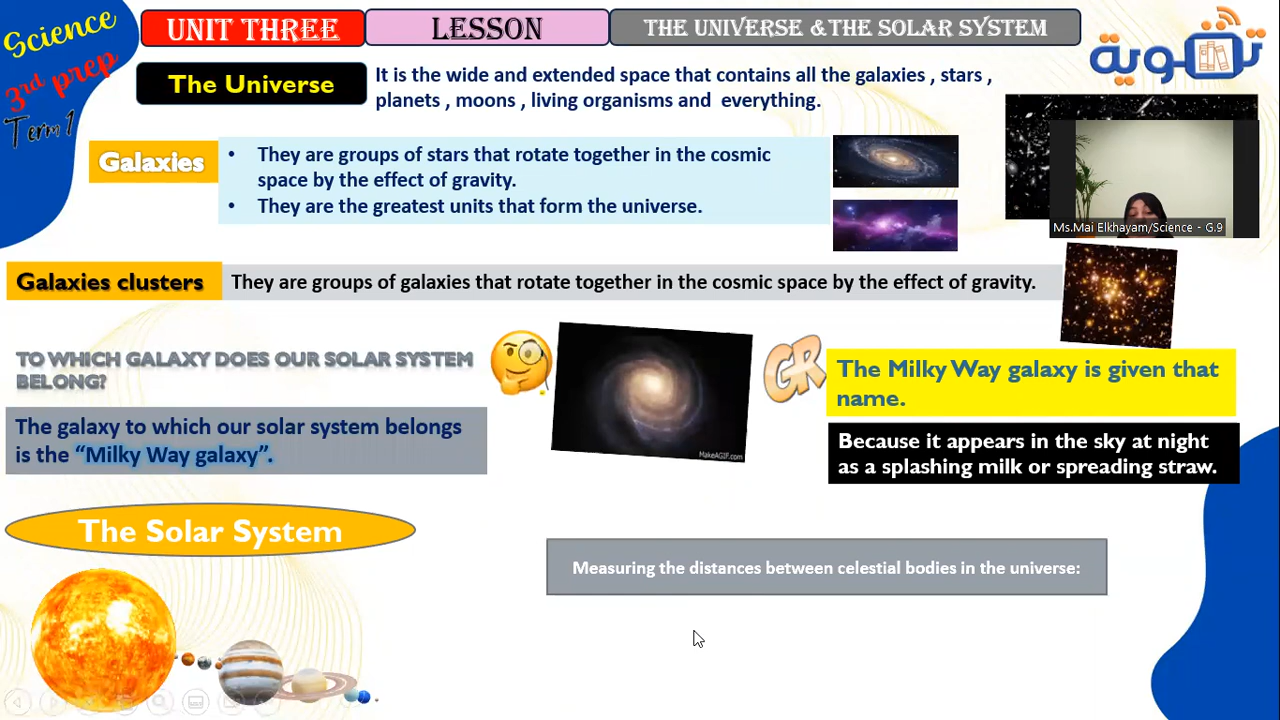 Science
3rd prep
Term 1
UNIT THREE
LESSON
THE UNIVERSE &THE SOLAR SYSTEM
تقوية
The Universe
It is the wide and extended space that contains all the galaxies , stars ,
planets , moons , living organisms and everything.
Galaxies
• They are groups of stars that rotate together in the cosmic
space by the effect of gravity.
• They are the greatest units that form the universe.
Ms.Mai Elkhayam/Science - G.9
Galaxies clusters
They are groups of galaxies that rotate together in the cosmic space by the effect of gravity.
TO WHICH GALAXY DOES OUR SOLAR SYSTEM
BELONG?
The galaxy to which our solar system belongs
is the “Milky Way galaxy”.
MakeAGIF.com
GR
The Milky Way galaxy is given that
name.
Because it appears in the sky at night
as a splashing milk or spreading straw.
The Solar System
Measuring the distances between celestial bodies in the universe: